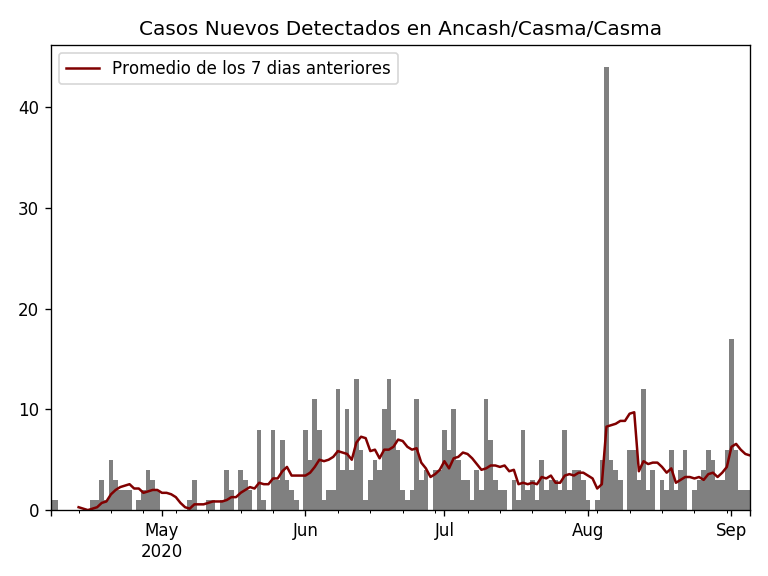 Casos Nuevos Detectados en Ancash/Casma/Casma
Promedio de los 7 dias anteriores
40
30
20
10
0
May Jun Jul Aug Sep
2020